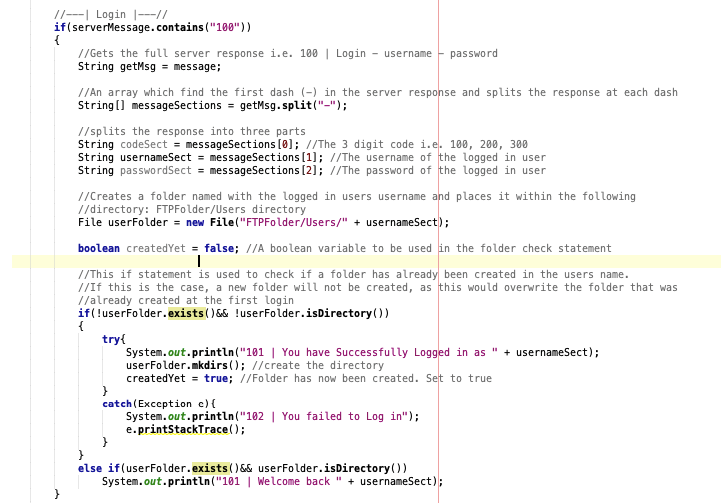 //---| Login |---//
if(serverMessage.contains("100"))
{
//Gets the full server response i.e. 100 | Login - username - password
String getMsg = message;
//An array which find the first dash (-) in the server response and splits the response at each dash
String[] messageSections = getMsg.split("-");
//splits the response into three parts
String codeSect = messageSections[0]; //The 3 digit code i.e. 100, 200, 300
String usernameSect = messageSections[1]; //The username of the logged in user
String passwordSect = messageSections[2]; //The password of the logged in user
//Creates a folder named with the logged in users username and places it within the following
//directory: FTPFolder/Users directory
File userFolder = new File("FTPFolder/Users/" + usernameSect);
boolean createdYet = false; //A boolean variable to be used in the folder check statement
//This if statement is used to check if a folder has already been created in the users name.
//If this is the case, a new folder will not be created, as this would overwrite the folder that was
//already created at the first login
if(!userFolder.exists()&& !userFolder.isDirectory())
{
try{
System.out.println("101 | You have Successfully Logged in as " + usernameSect);
userFolder.mkdirs(); //create the directory
createdYet = true; //Folder has now been created. Set to true
}
catch(Exception e){
System.out.println("102 | You failed to Log in");
e.printStackTrace();
}
}
else if(userFolder.exists()&& userFolder.isDirectory())
System.out.println("101 | Welcome back " + usernameSect);
}